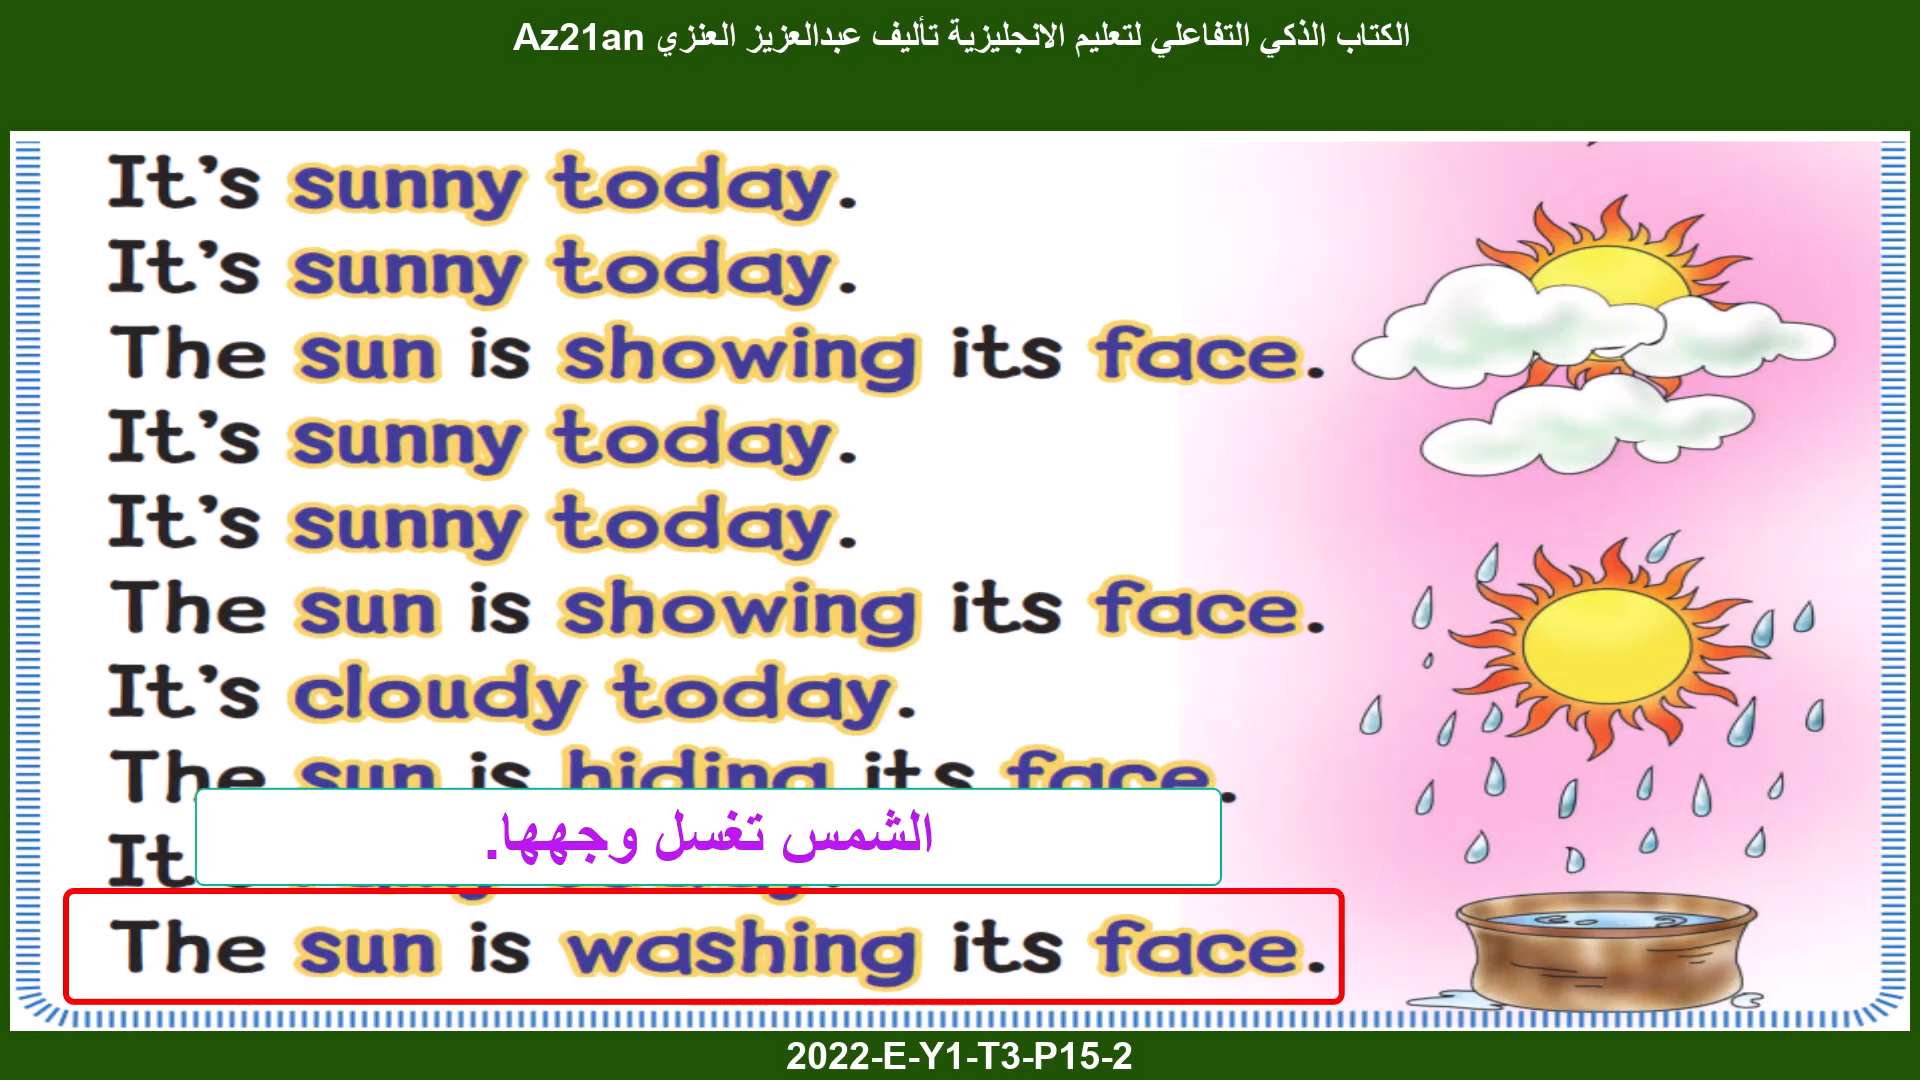 الكتاب الذكي التفاعلي لتعليم الانجليزية تأليف عبدالعزيز العنزي Az21an
It's sunny today.
It's sunny today.
The sun is showing its face.
It's sunny today.
It's sunny today.
The sun is showing its face.
It's cloudy today.
The sun is hiding its face.
الشمس تغسل وجهها.
It
The sun is washing its face.
2022-E-Y1-T3-P15-2